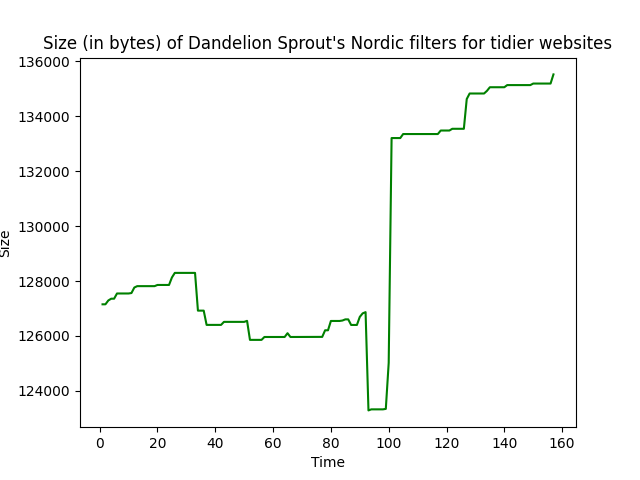 Size (in bytes) of Dandelion Sprout's Nordic filters for tidier websites
136000
134000
132000
130000
128000
126000
124000
Size
0 20 40 60 80 100 120 140 160
Time